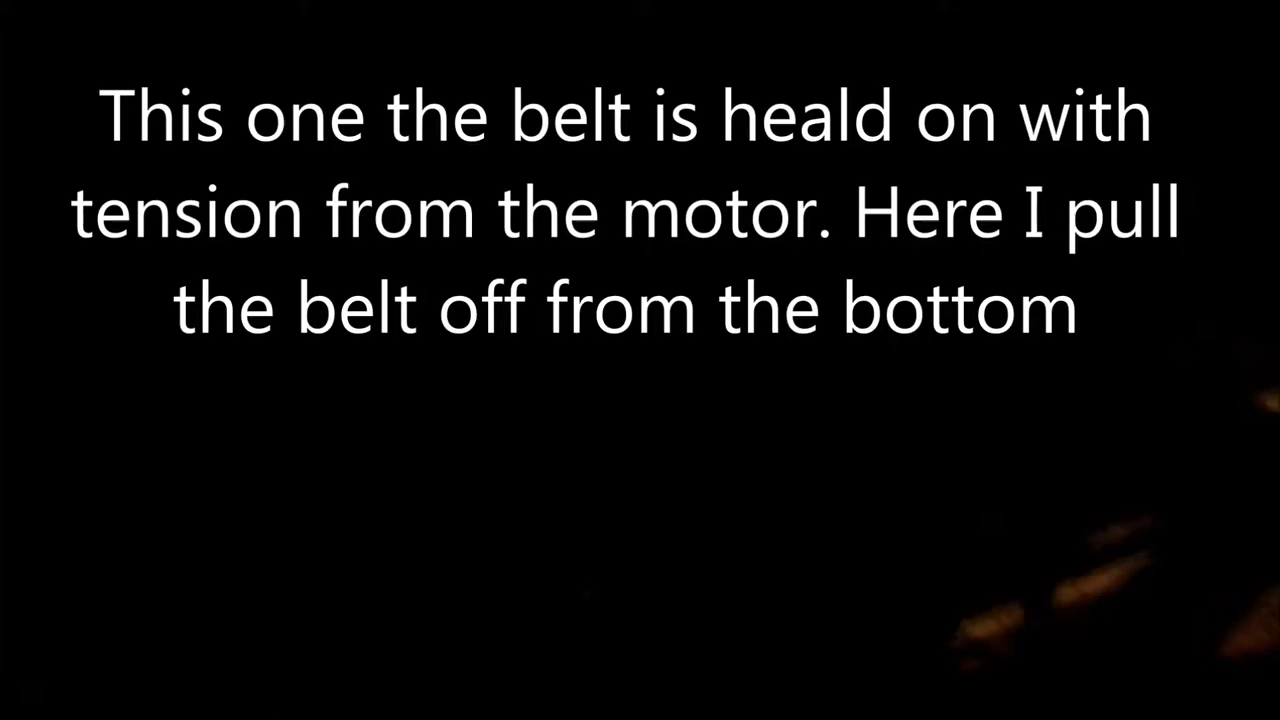 This one the belt is heald on with
tension from the motor. Here I pull
the belt off from the bottom